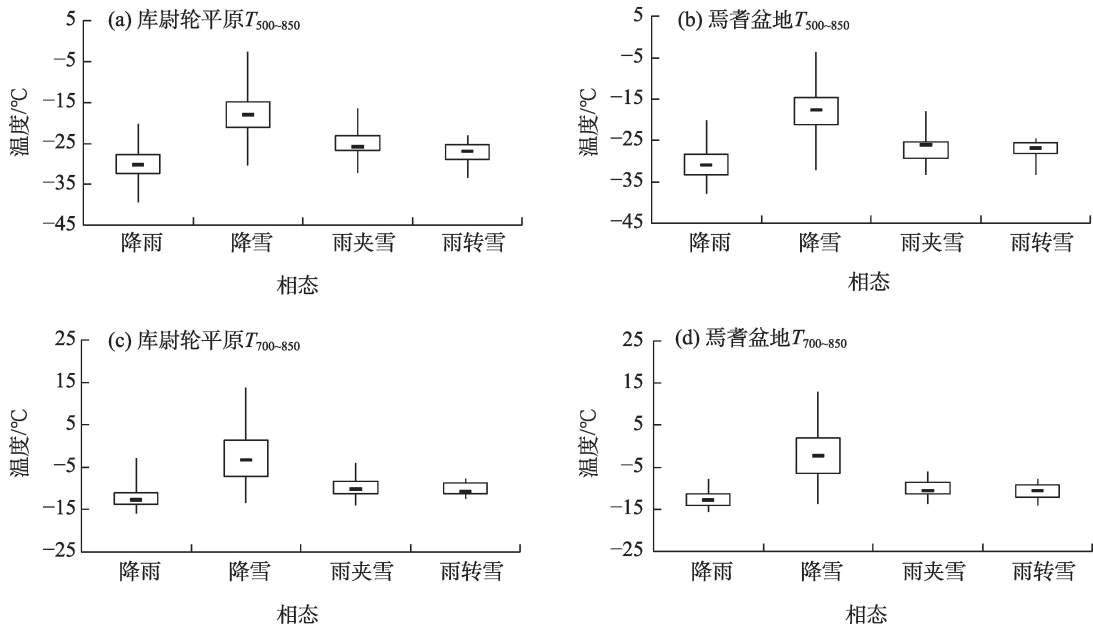 (a) 库尉轮平原T500~850
温度/℃
5
−5
−15
−25
−35
−45
降雨 降雪 雨夹雪 雨转雪
相态
(b) 焉耆盆地T500~850
温度/℃
5
−5
−15
−25
−35
−45
降雨 降雪 雨夹雪 雨转雪
相态
(c) 库尉轮平原T700~850
温度/℃
25
15
5
−5
−15
−25
降雨 降雪 雨夹雪 雨转雪
相态
(d) 焉耆盆地T700~850
温度/℃
25
15
5
−5
−15
−25
降雨 降雪 雨夹雪 雨转雪
相态